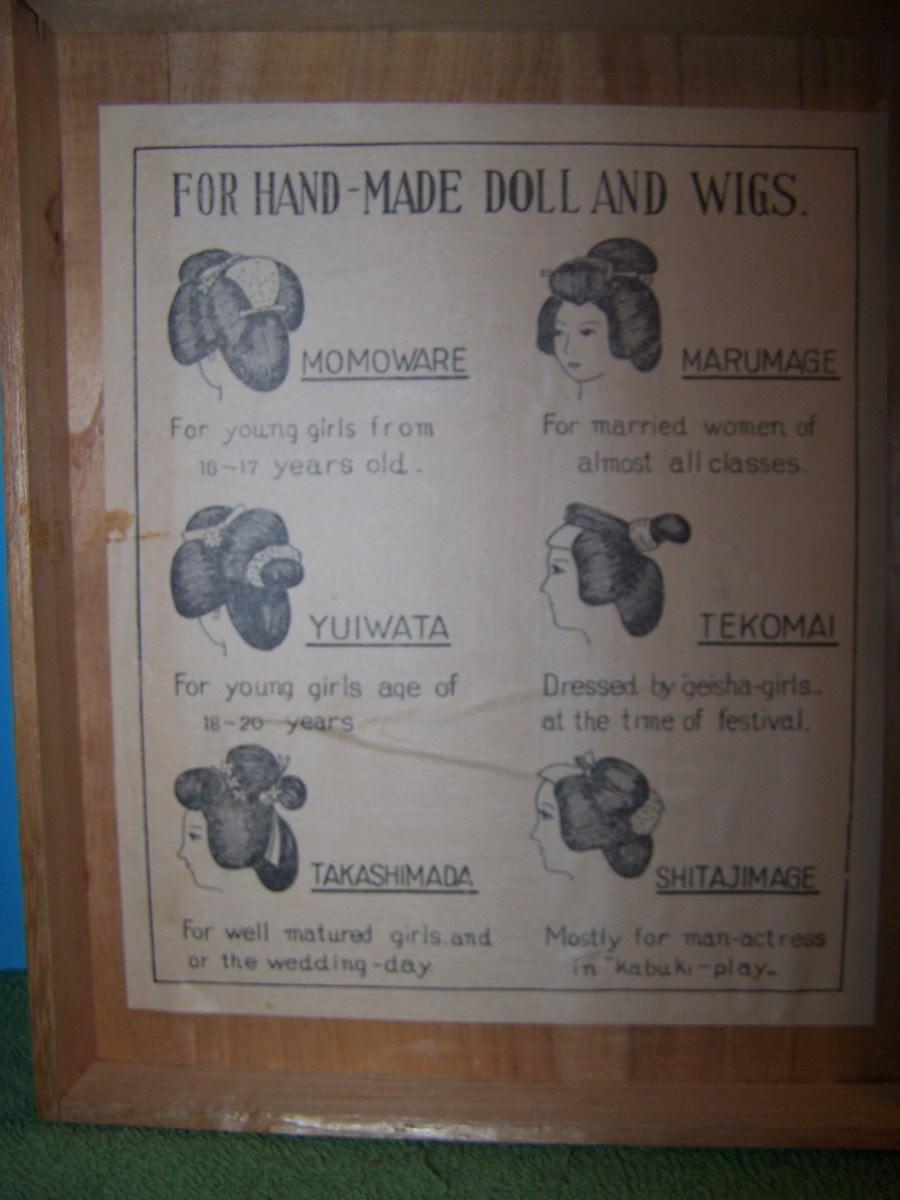 FOR HAND-MADE DOLL AND WIGS.
MOMOWARE
For young girls from
16~17 years old.
MARUMAGE
For married women of
almost all classes.
YUIWATA
For young girls age of
18~20 years
TEKOMAI
Dressed by "geisha-girls„
at the time of festival.
TAKASHIMADA
For well matured girls.and
or the wedding-day
SHITAJIMAGE
Mostly for man-actress
in "kabuki-play„